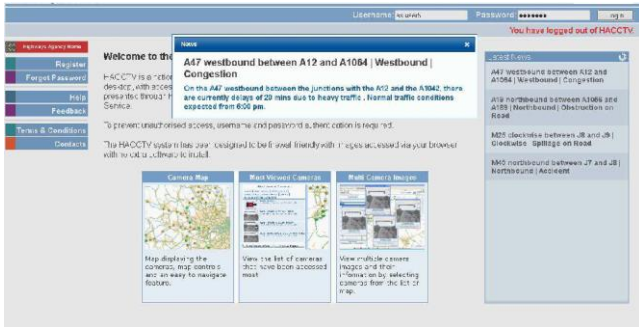 Username:
Password:
You have logged out of HACCTV.
Highways Agency Home
Register
Forgot Password
Help
Feedback
Terms & Conditions
Contacts
Welcome to the
HACCTV is a
desktop, with
presented through H
Service.
News
x
A47 westbound between A12 and A1064 | Westbound |
Congestion
On the A47 westbound between the junctions with the A12 and the A1042, there
are currently delays of 20 mins due to heavy traffic. Normal traffic conditions
expected from 6:00 pm.
To prevent unauthorised access, username and password authentication is required.
The HACCTV system has been designed to be firewall friendly with images accessed via your browser
with no extra software to install.
Camera Map
Map displaying the
cameras, map controls
and an easy to navigate
feature.
Most Viewed Cameras
View the list of cameras
that have been accessed
most
Multi Camera Images
View multiple camera
images and their
information by selecting
cameras from the list or
map.
Latest News
A47 westbound between A12 and
A1064 | Westbound | Congestion
A19 northbound between A1066 and
A189 | Northbound | Obstruction on
Road
M25 clockwise between J8 and J9 |
Clockwise | Spillage on Road
M45 northbound between J7 and J8 |
Northbound | Accident